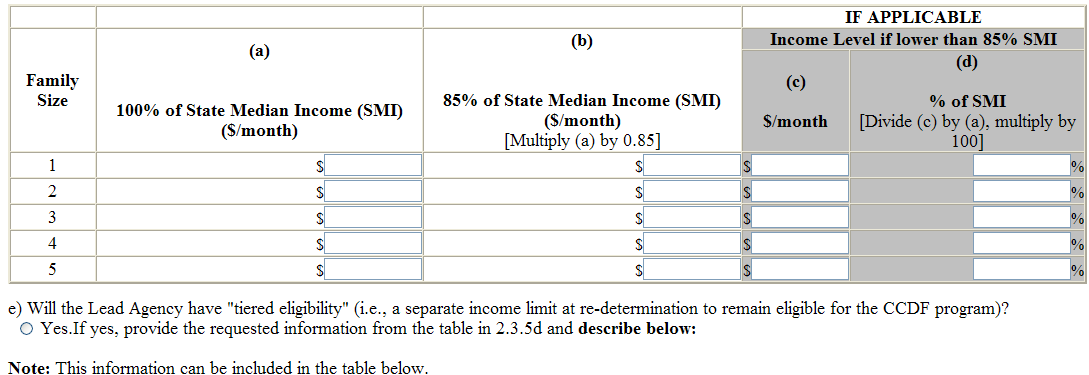 IF APPLICABLE
Income Level if lower than 85% SMI
Family
Size
(a)
100% of State Median Income (SMI)
($/month)
(b)
85% of State Median Income (SMI)
($/month)
[Multiply (a) by 0.85]
(c)
$/month
(d)
% of SMI
[Divide (c) by (a), multiply by
100]
1 $ $ $ %
2 $ $ $ %
3 $ $ $ %
4 $ $ $ %
5 $ $ $ %
e) Will the Lead Agency have "tiered eligibility" (i.e., a separate income limit at re-determination to remain eligible for the CCDF program)?
Yes.If yes, provide the requested information from the table in 2.3.5d and describe below:
Note: This information can be included in the table below.